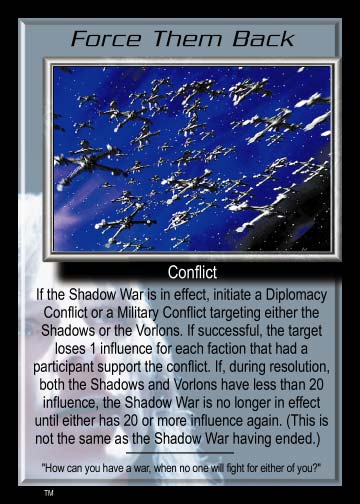 Force Them Back
Conflict
If the Shadow War is in effect, initiate a Diplomacy
Conflict or a Military Conflict targeting either the
Shadows or the Vorlons. If successful, the target
loses 1 influence for each faction that had a
participant support the conflict. If, during resolution,
both the Shadows and Vorlons have less than 20
influence, the Shadow War is no longer in effect
until either has 20 or more influence again. (This is
not the same as the Shadow War having ended.)
"How can you have a war, when no one will fight for either of you?"
TM